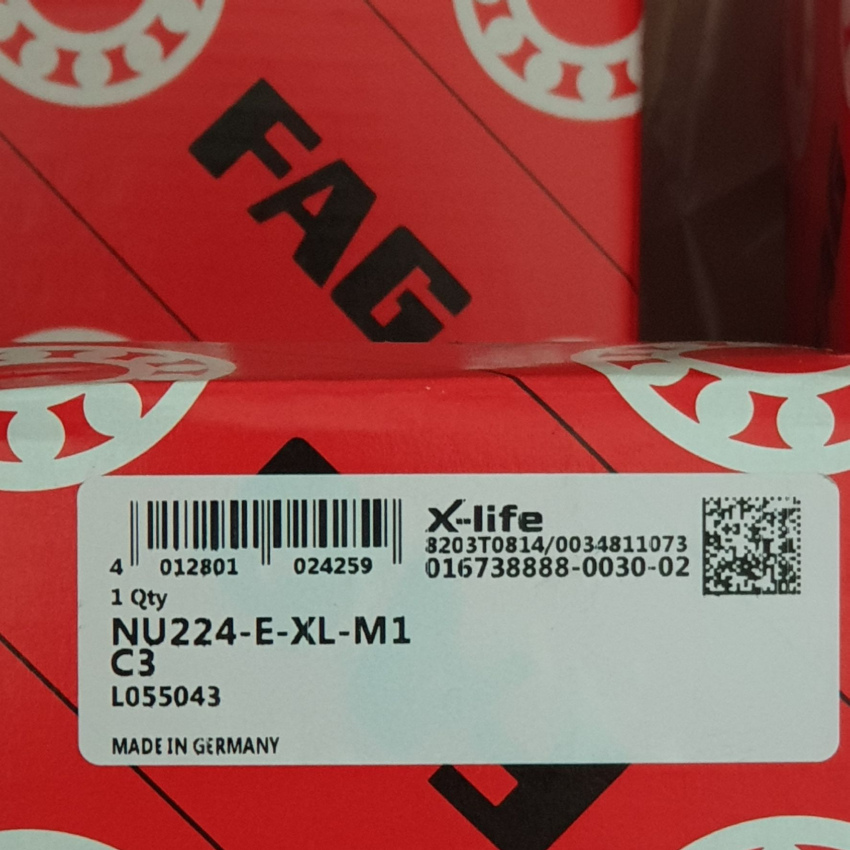 FAG
X-life
8203T0814/0034811073
016738888-0030-02
4 012801 024259
1 Qty
NU224-E-XL-M1
C3
L055043
MADE IN GERMANY